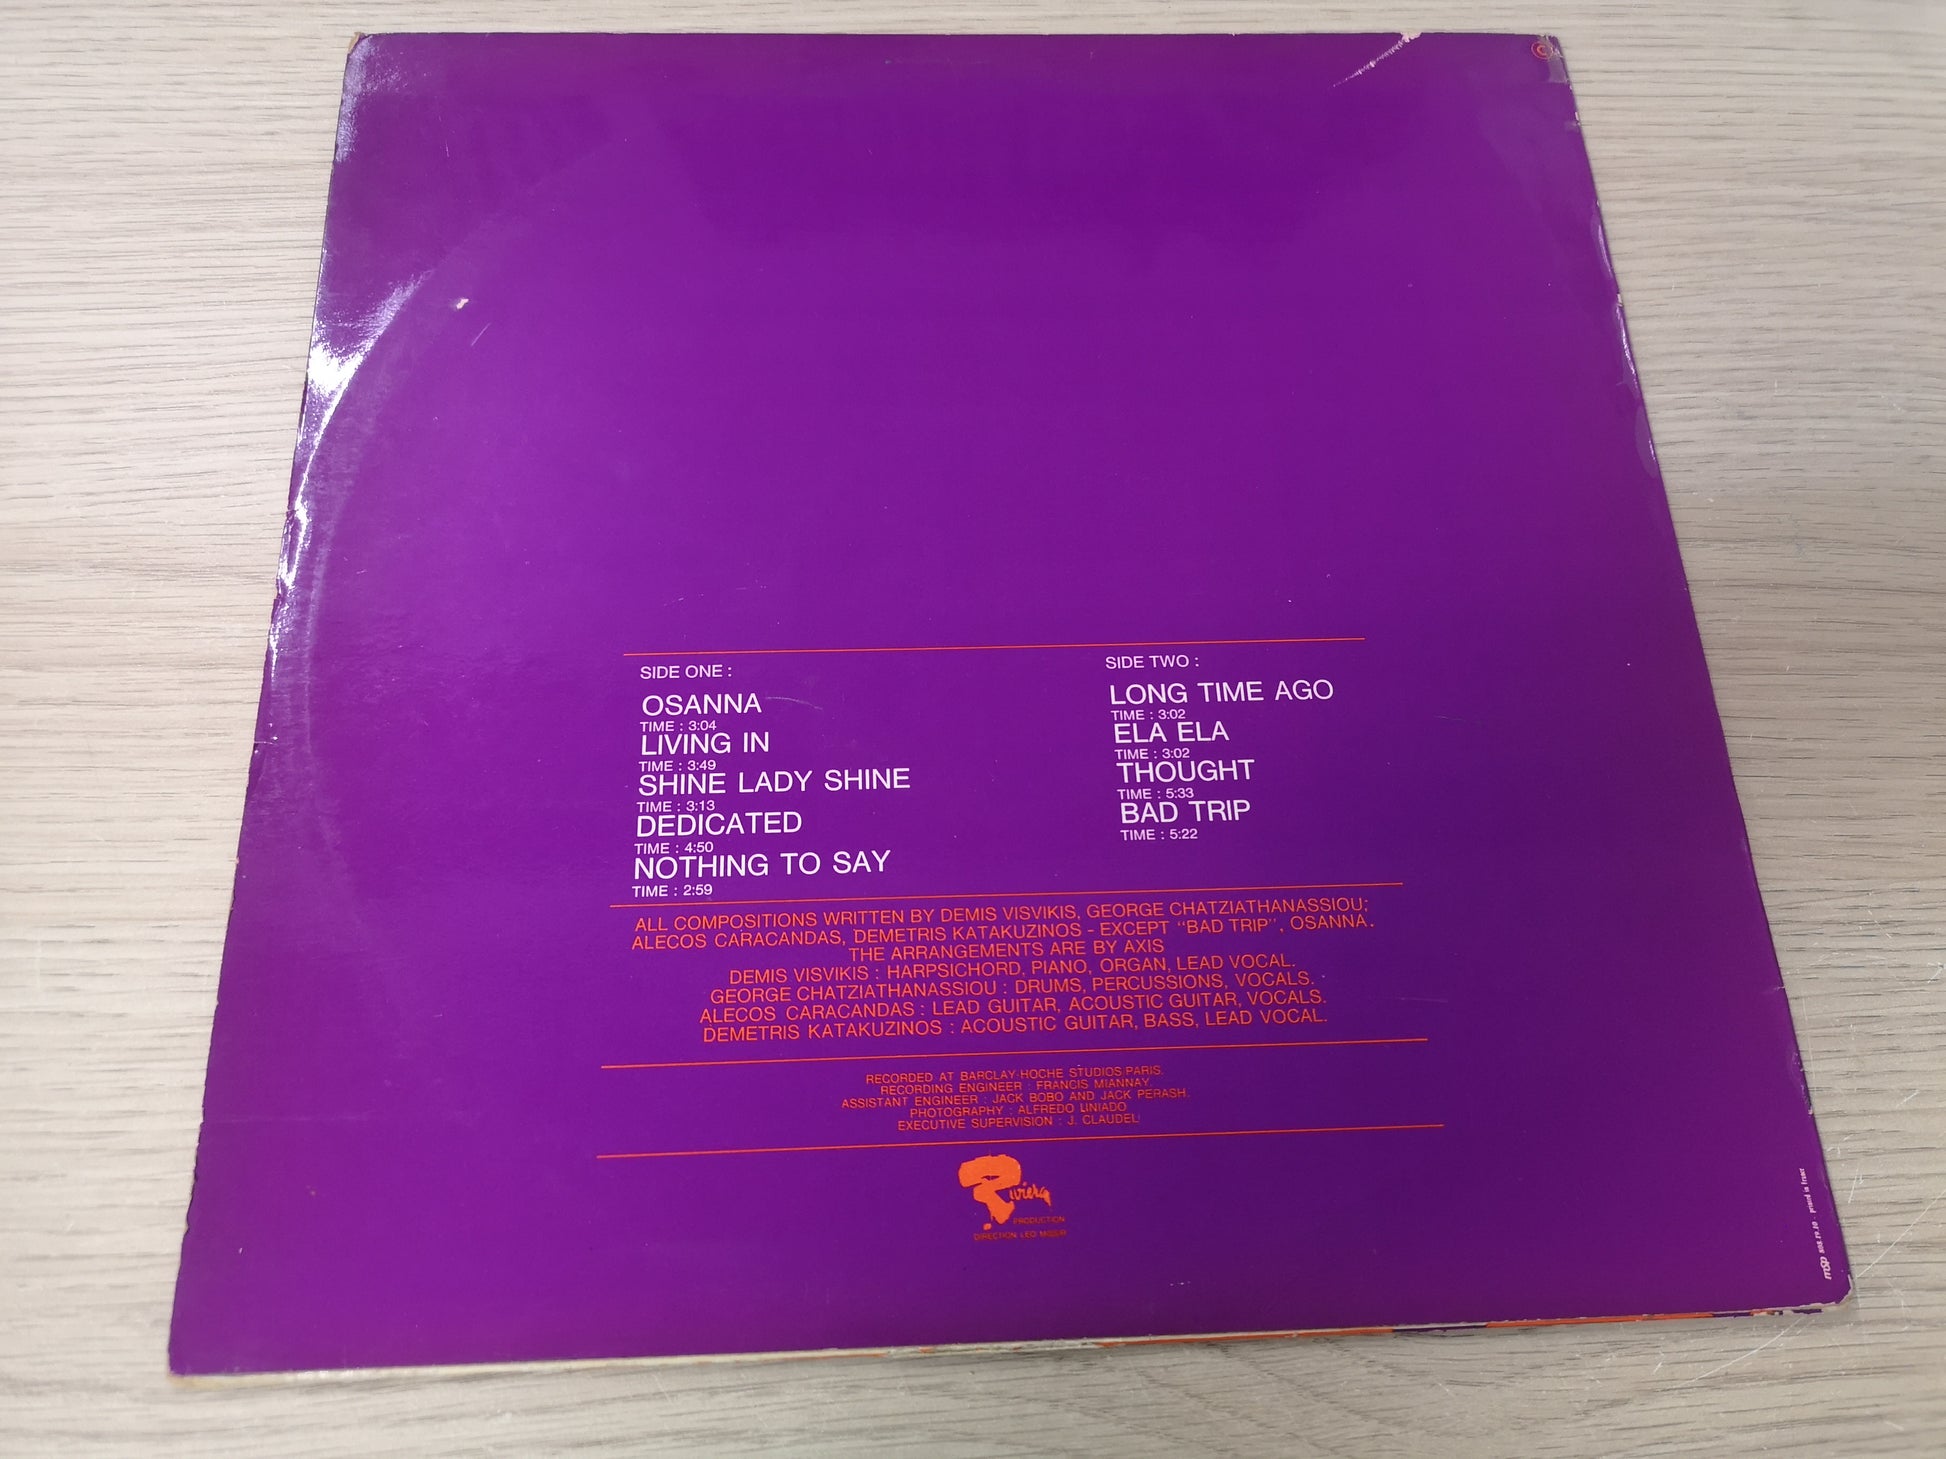 C
SIDE ONE :
OSANNA
TIME : 3:04
LIVING IN
TIME : 3:49
SHINE LADY SHINE
TIME : 3:13
DEDICATED
TIME : 4:50
NOTHING TO SAY
TIME : 2:59
SIDE TWO :
LONG TIME AGO
TIME : 3:02
ELA ELA
TIME : 3:02
THOUGHT
TIME : 5:33
BAD TRIP
TIME : 5:22
ALL COMPOSITIONS WRITTEN BY DEMIS VISVIKIS, GEORGE CHATZIATHANASSIOU;
ALECOS CARACANDAS, DEMETRIS KATAKUZINOS - EXCEPT "BAD TRIP", OSANNA.
THE ARRANGEMENTS ARE BY AXIS
DEMIS VISVIKIS : HARPSICHORD, PIANO, ORGAN, LEAD VOCAL.
GEORGE CHATZIATHANASSIOU : DRUMS, PERCUSSIONS, VOCALS.
ALECOS CARACANDAS : LEAD GUITAR, ACOUSTIC GUITAR, VOCALS.
DEMETRIS KATAKUZINOS : ACOUSTIC GUITAR, BASS, LEAD VOCAL.
RECORDED AT BARCLAY-HOCHE STUDIOS/PARIS.
RECORDING ENGINEER : FRANCIS MIANNAY.
ASSISTANT ENGINEER : JACK BOBO AND JACK PERASH.
PHOTOGRAPHY : ALFREDO LINIADO
EXECUTIVE SUPERVISION : J. CLAUDEL
Riviera
PRODUCTION
DIRECTION LEO MISSIR
808.19.10 - printed in france